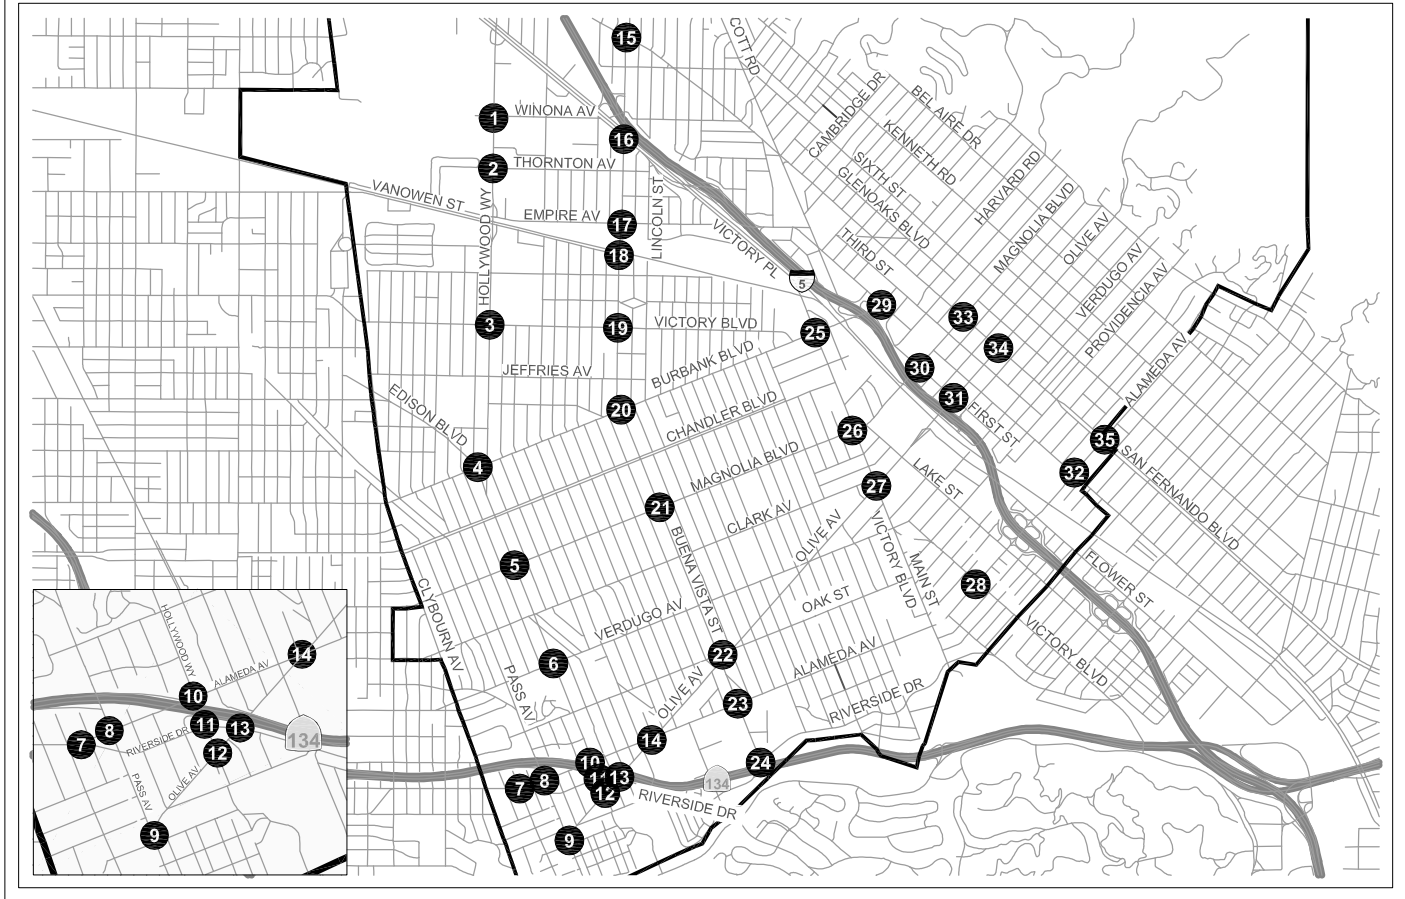 15
COTT RD
1
WINONA AV
CAMBRIDGE DR
BEL AIRE DR
16
KENNETH RD
2
THORNTON AV
SIXTH ST
HARVARD RD
VANOWEN ST
HOLLYWOOD WY
LINCOLN ST
GLENOAKS BLVD
MAGNOLIA BLVD
EMPIRE AV
17
OLIVE AV
18
VICTORY PL
THIRD ST
VERDUGO AV
5
PROVIDENCIA AV
29
3
19
VICTORY BLVD
25
33
34
ALAMEDA AV
JEFFRIES AV
BURBANK BLVD
30
EDISON BLVD
20
CHANDLER BLVD
31
FIRST ST
26
35
4
MAGNOLIA BLVD
LAKE ST
32
SAN FERNANDO BLVD
27
21
CLARK AV
OLIVE AV
BUENA VISTA ST
VICTORY BLVD
5
MAIN ST
28
FLOWER ST
CLYBOURN AV
OAK ST
VERDUGO AV
VICTORY BLVD
6
22
ALAMEDA AV
PASS AV
OLIVE AV
23
RIVERSIDE DR
14
10
24
11
13
8
7
12
134
RIVERSIDE DR
9
HOLLYWOOD WY
14
ALAMEDA AV
10
11
13
8
7
RIVERSIDE DR
12
134
PASS AV
OLIVE AV
9